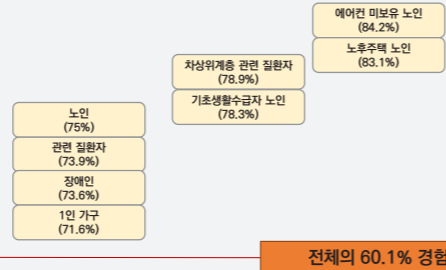 에어컨 미보유 노인
(84.2%)
노후주택 노인
(83.1%)
차상위계층 관련 질환자
(78.9%)
기초생활수급자 노인
(78.3%)
노인
(75%)
관련 질환자
(73.9%)
장애인
(73.6%)
1인 가구
(71.6%)
전체의 60.1% 경험